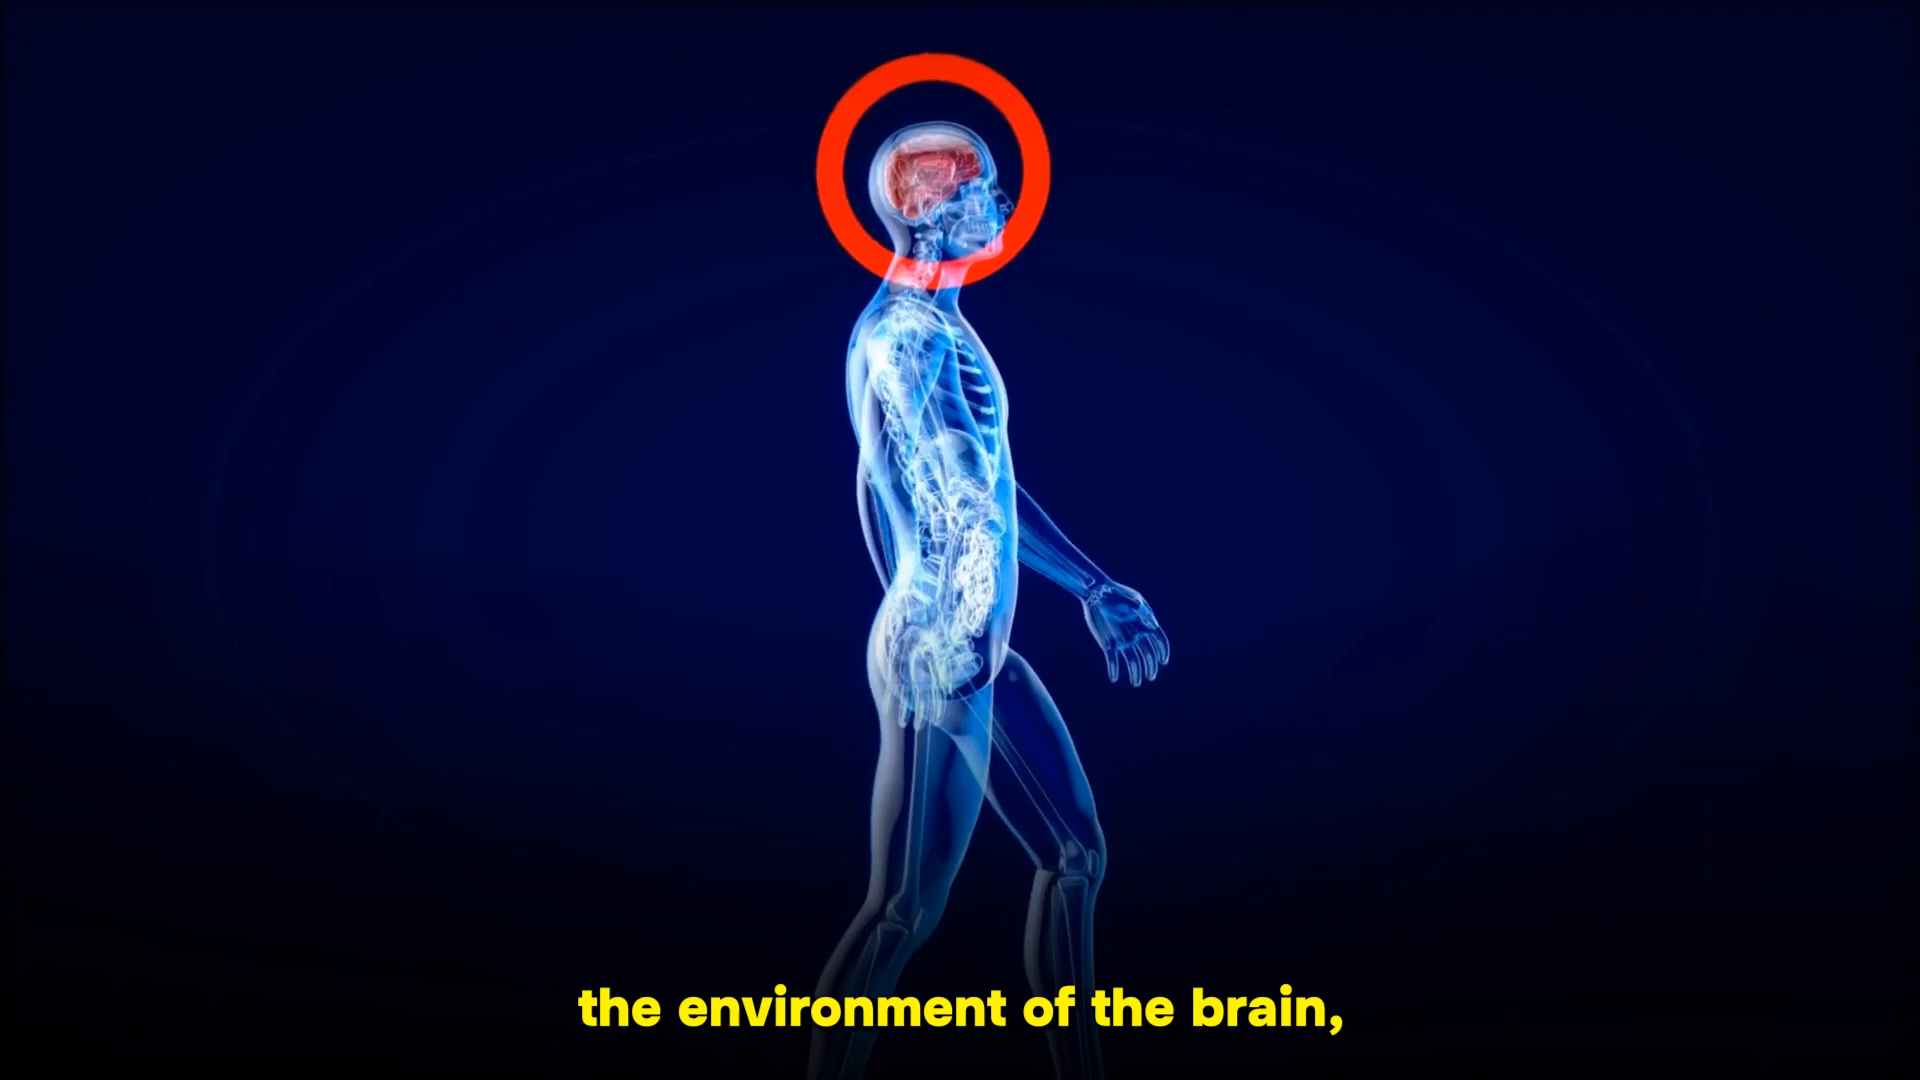 the environment of the brain,